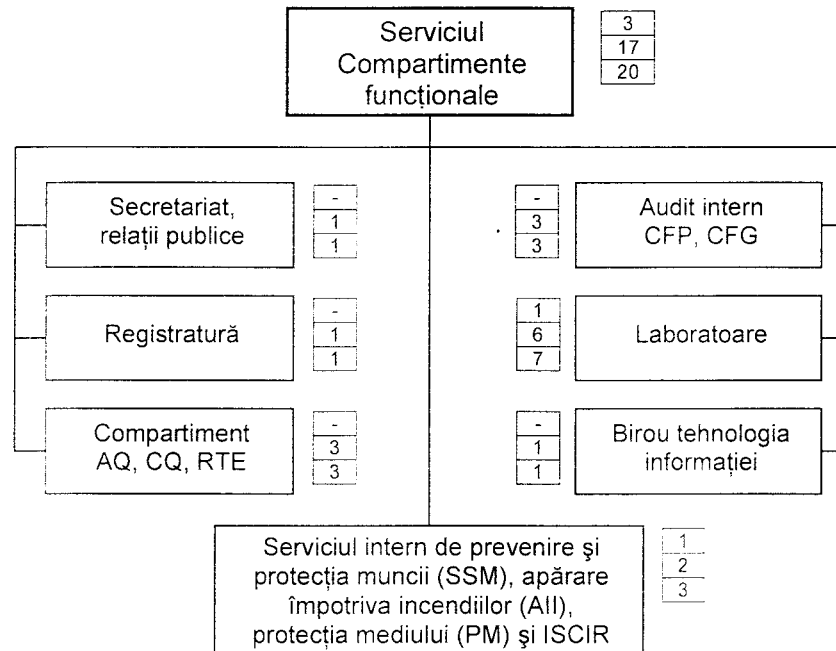 Serviciul
Compartimente
funcționale
3
17
20
Secretariat,
relații publice
-
1
1
-
3
3
Audit intern
CFP, CFG
Registratură
-
1
1
1
6
7
Laboratoare
Compartiment
AQ, CQ, RTE
-
3
3
-
1
1
Birou tehnologia
informației
Serviciul intern de prevenire şi
protecția muncii (SSM), apărare
împotriva incendiilor (AII),
protecția mediului (PM) şi ISCIR
1
2
3